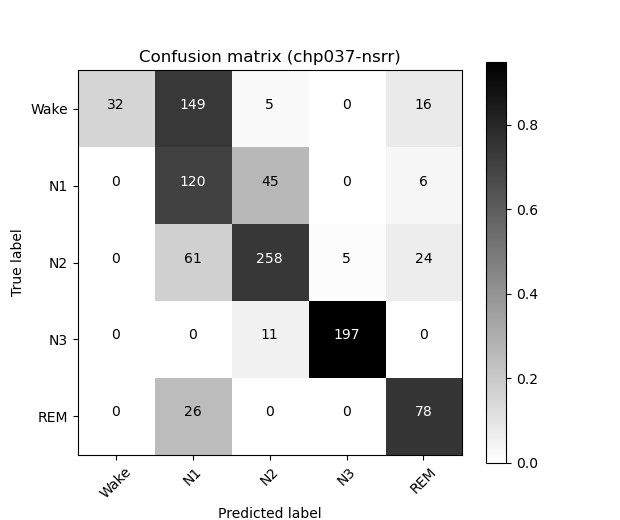 Confusion matrix (chp037-nsrr)
Wake 32 149 5 0 16
N1 0 120 45 0 6
N2 0 61 258 5 24
N3 0 0 11 197 0
REM 0 26 0 0 78
Wake N1 N2 N3 REM
Predicted label
True label
0.8
0.6
0.4
0.2
0.0